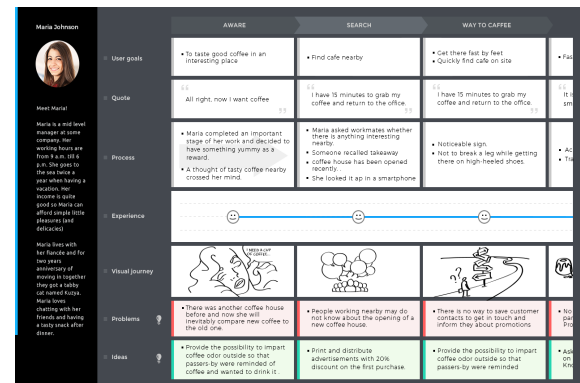 Maria Johnson
Meet Maria!
Maria is a mid level
manager at some
company. Her
working hours are
from 9 a.m. till 6
p.m. She goes to
the sea twice a
year when having a
vacation. Her
income is quite
good so Maria can
afford simple little
pleasures (and
delicacies)
Maria lives with
her fiancée and for
two years
anniversary of
moving in together
they got a tabby
cat named Kuzya.
Maria loves
chatting with her
friends and having
a tasty snack after
dinner.
AWARE
SEARCH
WAY TO CAFFEE
User goals
• To taste good coffee in an
interesting place
• Find cafe nearby
• Get there fast by feet
• Quickly find cafe on site
• Fas
Quote
All right, now I want coffee
I have 15 minutes to grab my
coffee and return to the office.
I have 15 minutes to grab my
coffee and return to the office.
It i
sm
Process
• Maria completed an important
stage of her work and decided to
have something yummy as a
reward.
• A thought of tasty coffee nearby
crossed her mind.
• Maria asked workmates whether
there is anything interesting
nearby.
• Someone recalled takeaway
• coffee house has been opened
recently...
• She looked it ap in a smartphone
• Noticeable sign.
• Not to break a leg while getting
there on high-heeled shoes.
• Ac
• Tra
Experience
Visual journey
I NEED A CUP
OF COFFEE...
Problems
• There was another coffee house
before and now she will
inevitably compare new coffee to
the old one.
• People working nearby may do
not know about the opening of a
new coffee house.
• There is no way to save customer
contacts to get in touch and
inform they about promotions
• No
par
Pro
Ideas
• Provide the possibility to impart
coffee odor outside so that
passers-by were reminded of
coffee and wanted to drink it .
• Print and distribute
advertisements with 20%
discount on the first purchase.
• Provide the possibility to impart
coffee odor outside so that
passers-by were reminded
• Ask
on
Kno